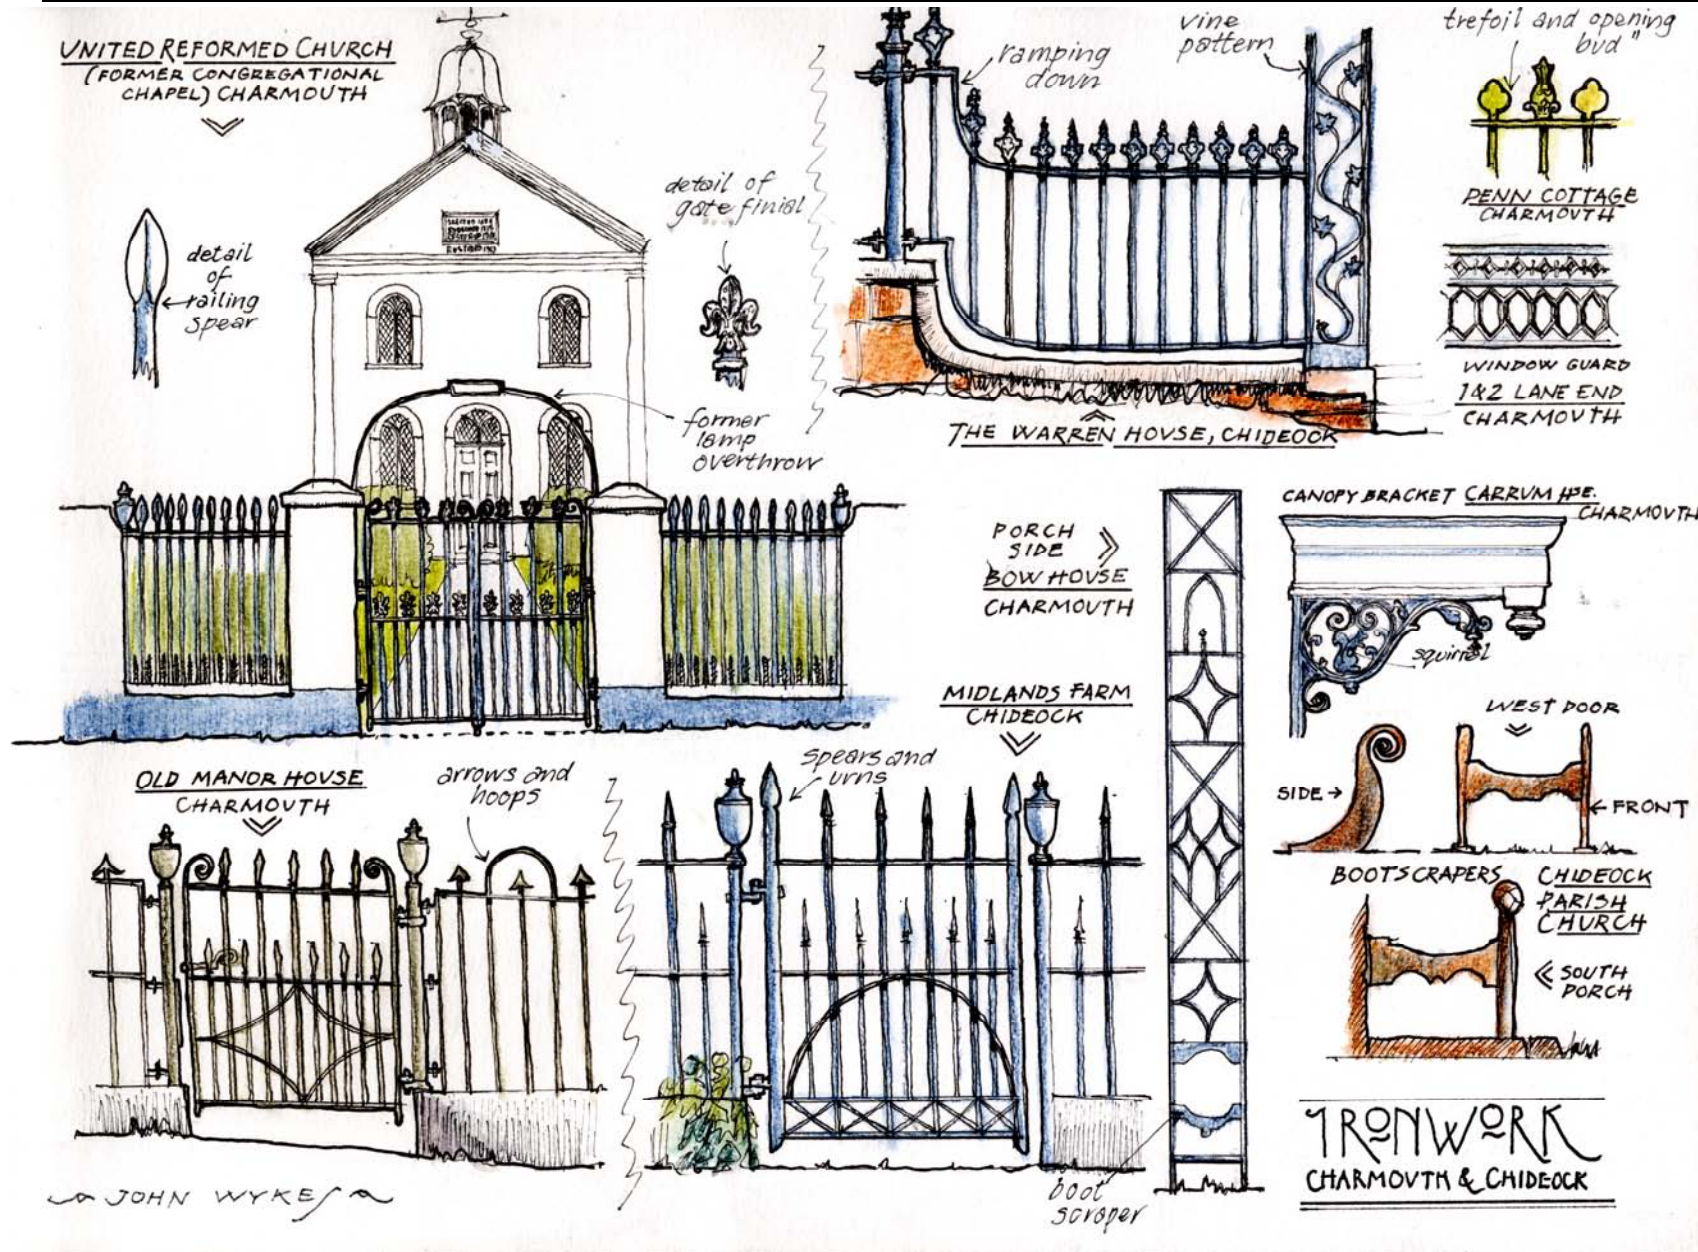 UNITED REFORMED CHURCH
(FORMER CONGREGATIONAL
CHAPEL) CHARMOUTH
detail
of
railing
spear
detail of
gate finial
former
lamp
overthrow
ramping
down
vine
pattern
THE WARREN HOUSE, CHIDEOCK
trefoil and opening
bud"
PENN COTTAGE
CHARMOUTH
WINDOW GUARD
1&2 LANE END
CHARMOUTH
PORCH
SIDE
BOW HOUSE
CHARMOUTH
CANOPY BRACKET CARRUM HSE.
CHARMOUTH
squirrel
OLD MANOR HOUSE
CHARMOUTH
arrows and
hoops
MIDLANDS FARM
CHIDEOCK
spears and
urns
boot
scraper
WEST DOOR
SIDE
FRONT
BOOTSCRAPERS
CHIDEOCK
PARISH
CHURCH
SOUTH
PORCH
IRONWORK
CHARMOUTH & CHIDEOCK
JOHN WYKES